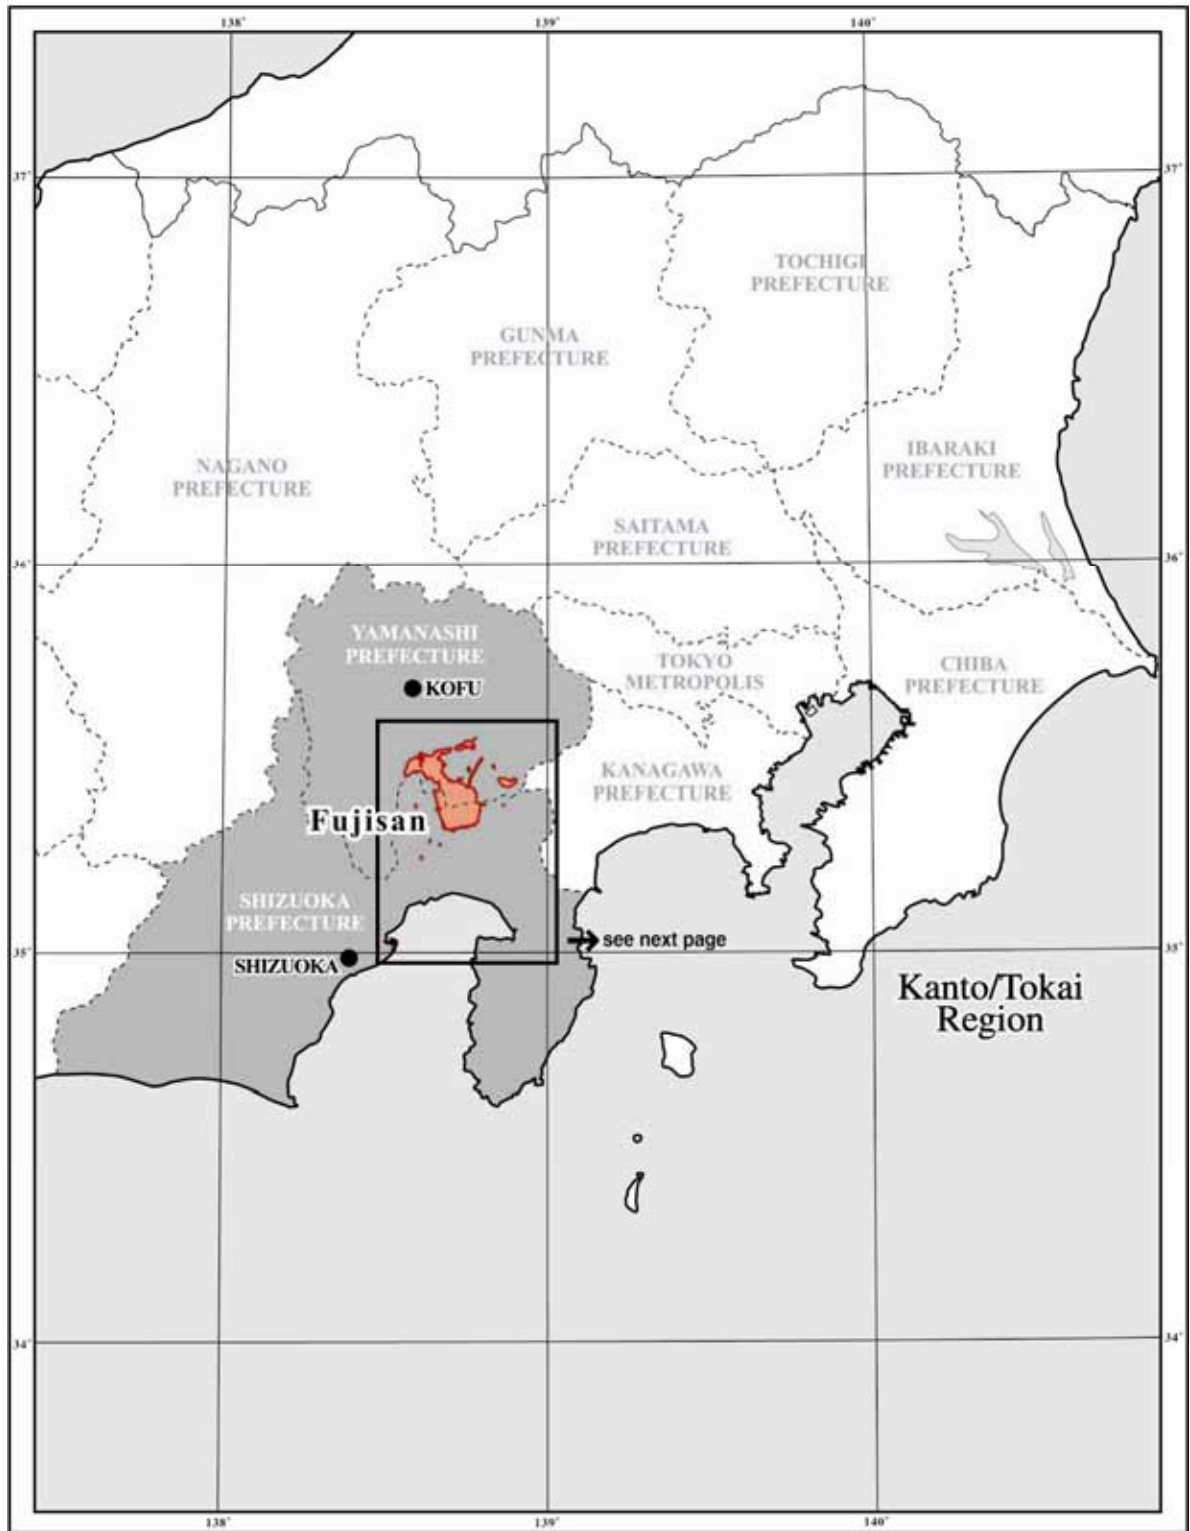 138°
139°
140°
37°
37°
TOCHIGI
PREFECTURE
GUNMA
PREFECTURE
IBARAKI
PREFECTURE
NAGANO
PREFECTURE
SAITAMA
PREFECTURE
36°
36°
YAMANASHI
PREFECTURE
TOKYO
METROPOLIS
CHIBA
PREFECTURE
KOFU
KANAGAWA
PREFECTURE
Fujisan
SHIZUOKA
PREFECTURE
see next page
35°
35°
SHIZUOKA
Kanto/Tokai
Region
34°
34°
138°
139°
140°